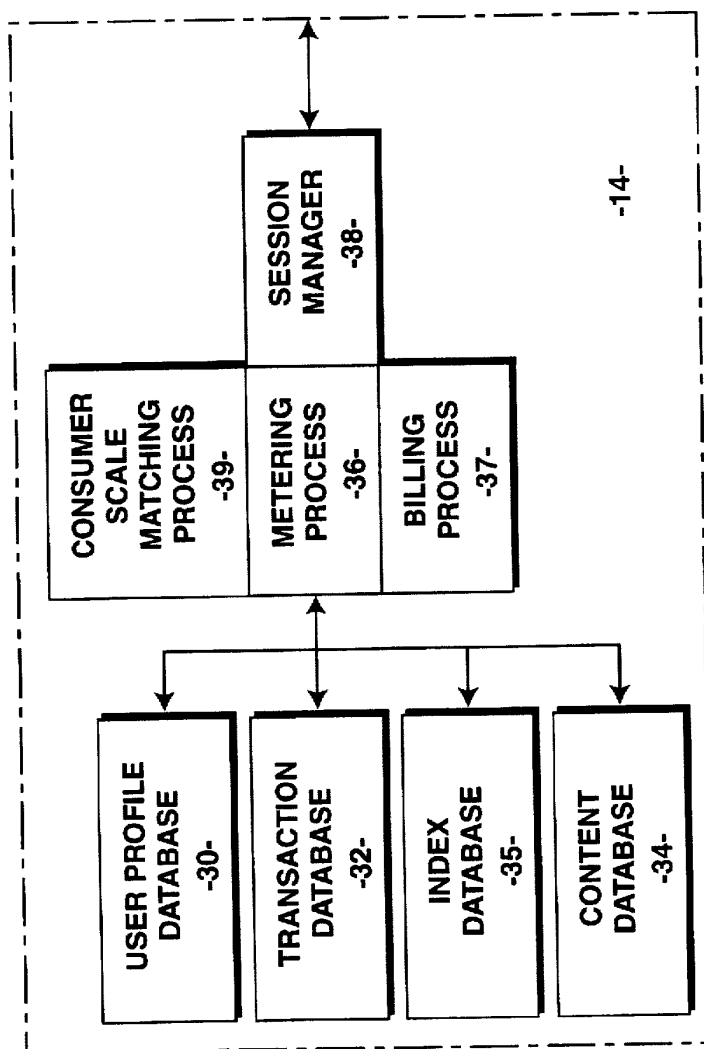 USER PROFILE
DATABASE
-30-
TRANSACTION
DATABASE
-32-
INDEX
DATABASE
-35-
CONTENT
DATABASE
-34-
CONSUMER
SCALE
MATCHING
PROCESS
-39-
METERING
PROCESS
-36-
BILLING
PROCESS
-37-
SESSION
MANAGER
-38-
-14-